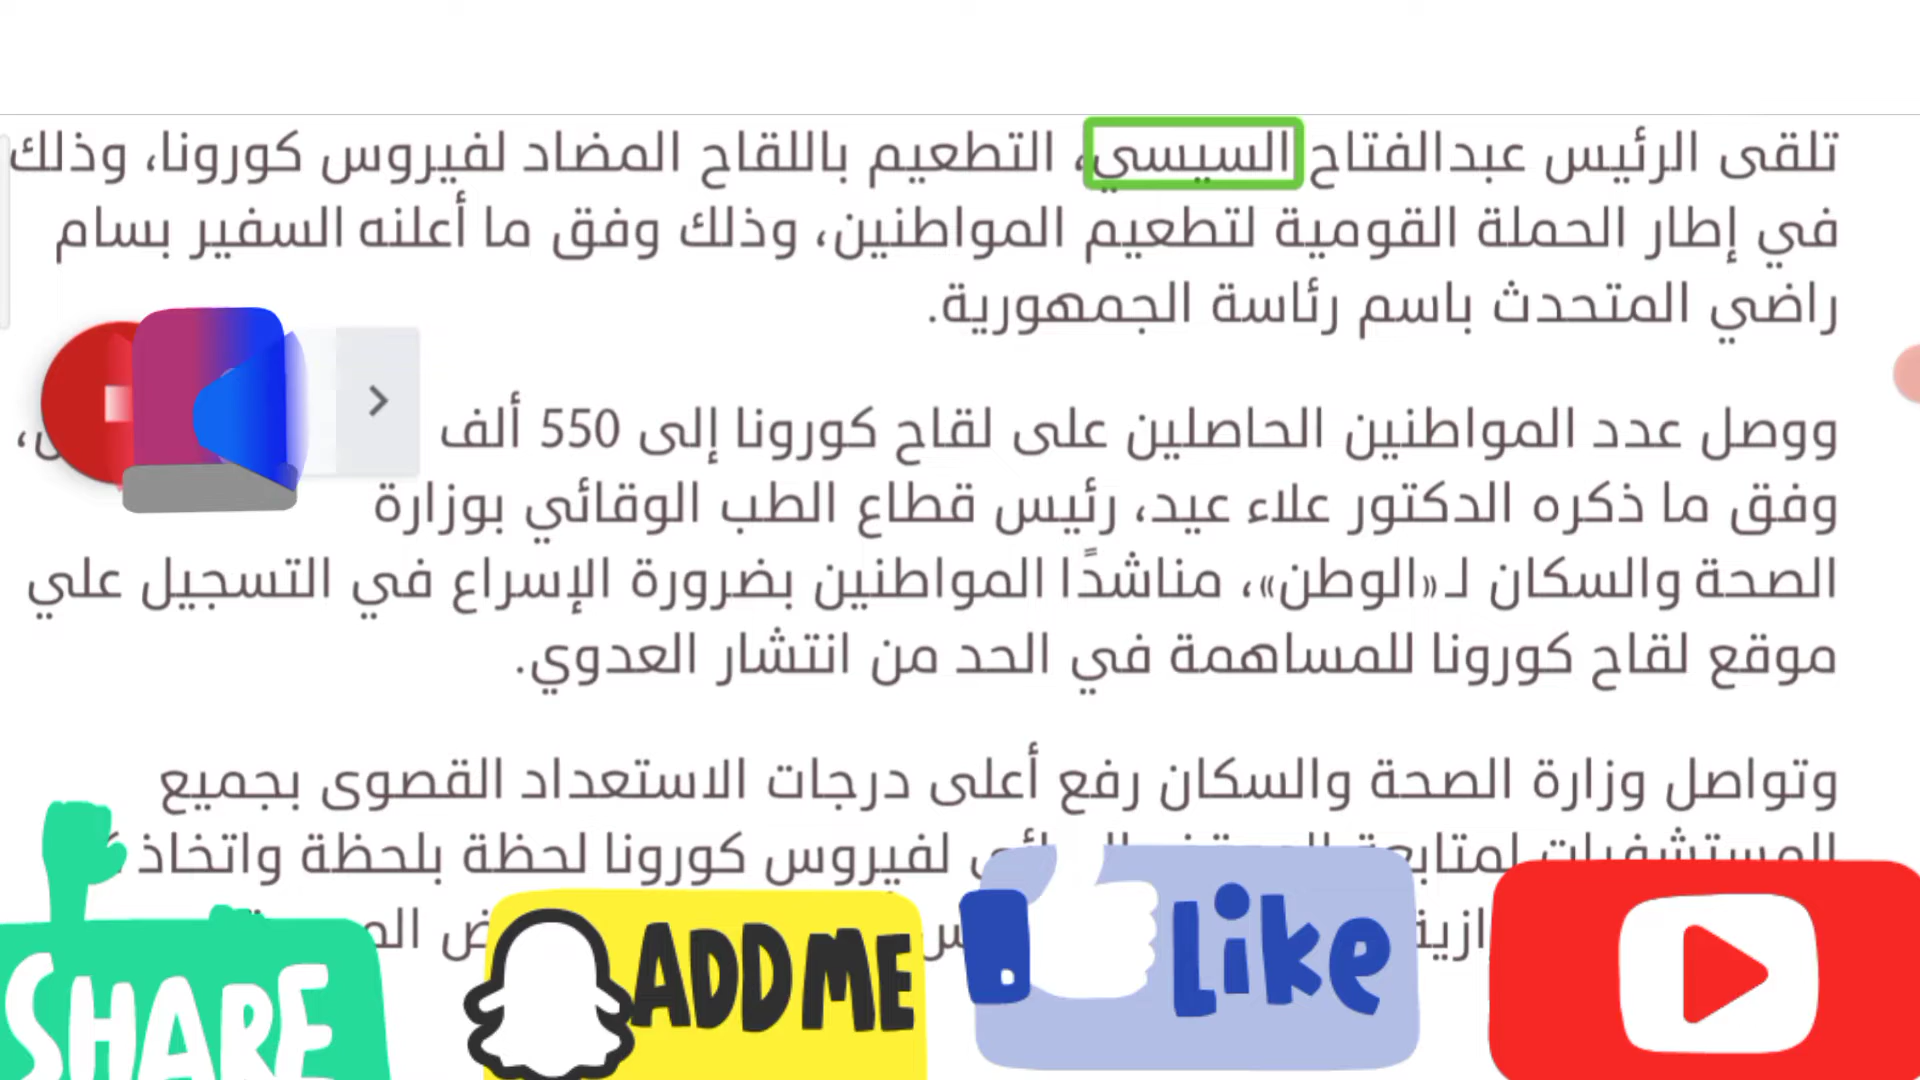 تلقى الرئيس عبدالفتاح السيسي، التطعيم باللقاح المضاد لفيروس كورونا، وذلك
في إطار الحملة القومية لتطعيم المواطنين، وذلك وفق ما أعلنه السفير بسام
راضي المتحدث باسم رئاسة الجمهورية.
ووصل عدد المواطنين الحاصلين على لقاح كورونا إلى 550 ألف
وفق ما ذكره الدكتور علاء عيد، رئيس قطاع الطب الوقائي بوزارة
الصحة والسكان لـ«الوطن»، مناشدًا المواطنين بضرورة الإسراع في التسجيل علي
موقع لقاح كورونا للمساهمة في الحد من انتشار العدوي.
وتواصل وزارة الصحة والسكان رفع أعلى درجات الاستعداد القصوى بجميع
المستشفيات لمتابعة لفيروس كورونا لحظة بلحظة واتخاذ
SHARE
ADD ME
Like